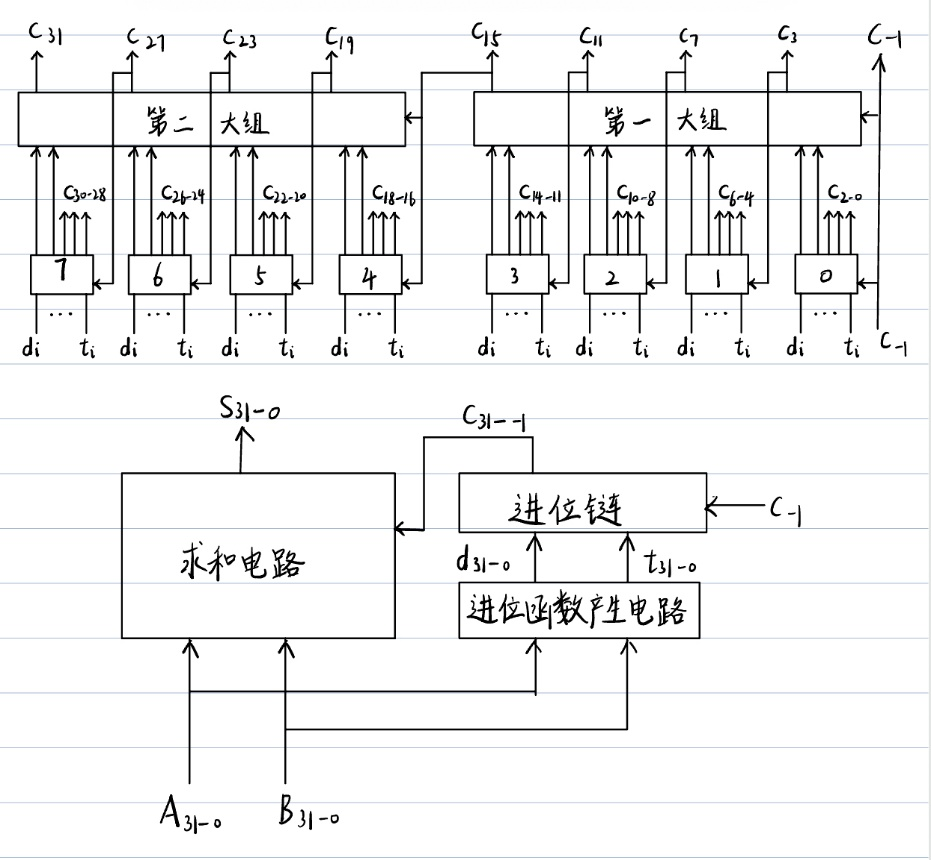 C31 C27 C23 C19 C15 C11 C7 C3 C-1
第二 大组 第一 大组
C30-28 C26-24 C22-20 C18-16 C14-11 C10-8 C6-4 C2-0
7 6 5 4 3 2 1 0
... ... ... ... ... ... ... ...
di ti di ti di ti di ti di ti di ti di ti di ti C-1
S31-0
C31--1
进位链
C-1
求和电路
d31-0 t31-0
进位函数产生电路
A31-0 B31-0